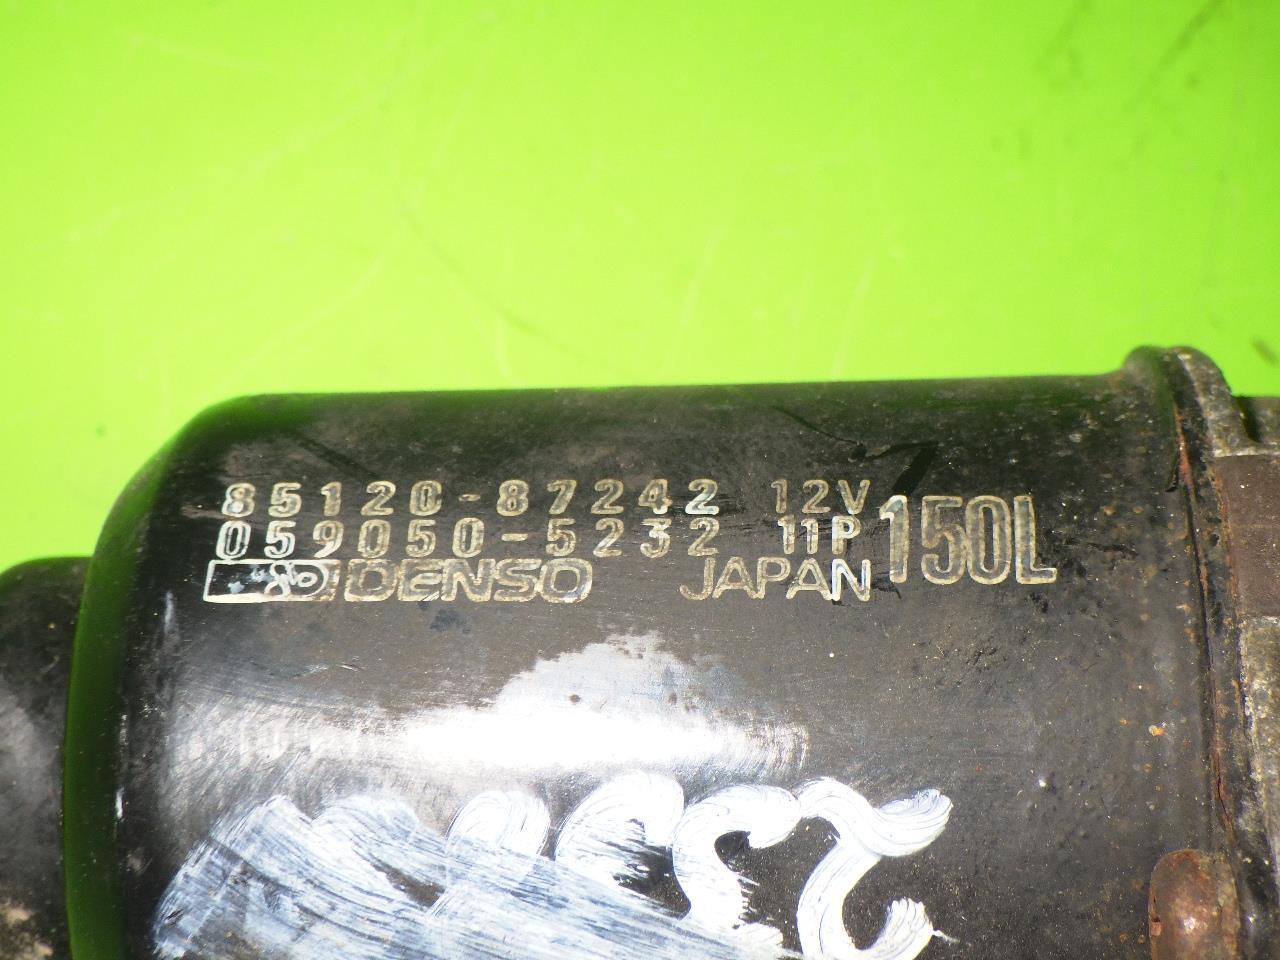 85120-87242 12V
059050-5232 11P 150L
DENSO JAPAN